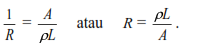 1/R = A/ρL atau R = ρL/A .